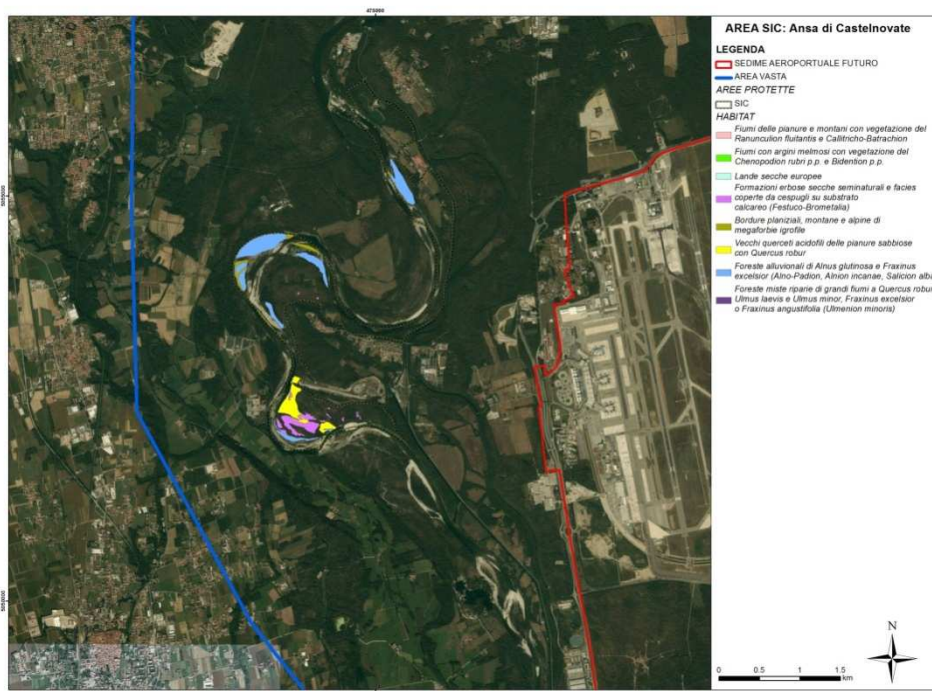 475000
AREA SIC: Ansa di Castelnovate
LEGENDA
SEDIME AEROPORTUALE FUTURO
AREA VASTA
AREE PROTETTE
SIC
HABITAT
Fiumi delle pianure e montani con vegetazione del
Ranunculion fluitantis e Callitricho-Batrachion
Fiumi con argini melmosi con vegetazione del
Chenopodion rubri p.p. e Bidention p.p.
Lande secche europee
Formazioni erbose secche seminaturali e facies
coperte da cespugli su substrato
calcareo (Festuco-Brometalia)
Bordure planiziali, montane e alpine di
megaforbie igrofile
Vecchi querceti acidofili delle pianure sabbiose
con Quercus robur
Foreste alluvionali di Alnus glutinosa e Fraxinus
excelsior (Alno-Padion, Alnion incanae, Salicion alba
Foreste miste riparie di grandi fiumi a Quercus robur
Ulmus laevis e Ulmus minor, Fraxinus excelsior
o Fraxinus angustifolia (Ulmenion minoris)
5055000
5050000
N
0 0.5 1 1.5
km